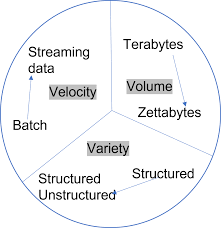 Streaming
data
Velocity
Batch
Terabytes
Volume
Zettabytes
Variety
Structured
Structured
Unstructured